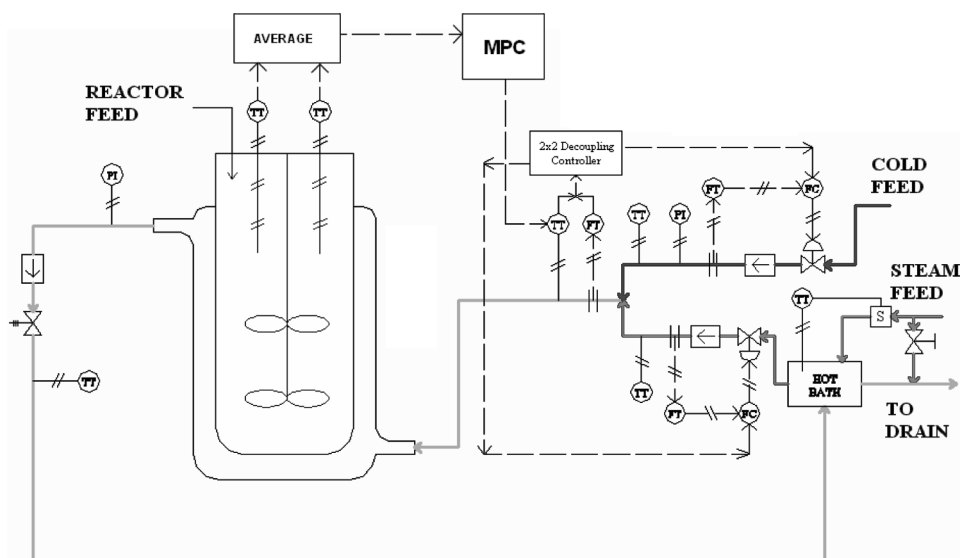 AVERAGE
MPC
REACTOR
FEED
TT
TT
2x2 Decoupling
Controller
COLD
FEED
PI
FT
FC
TT
FT
TT
PI
STEAM
FEED
TT
S
TT
TT
HOT
BATH
FT
FC
TO
DRAIN